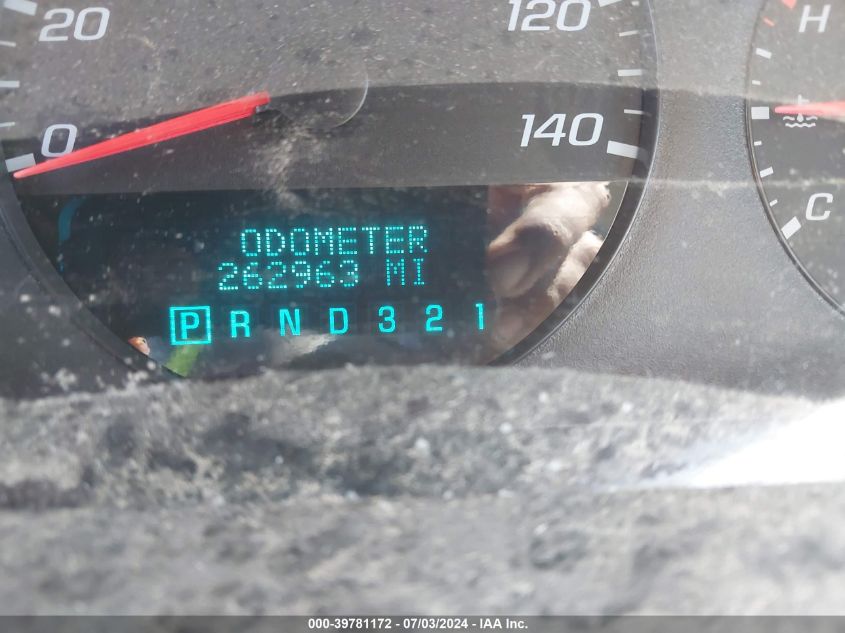 20
120
H
0
140
C
ODOMETER
262963 MI
P R N D 3 2 1
000-39781172 - 07/03/2024 - IAA Inc.